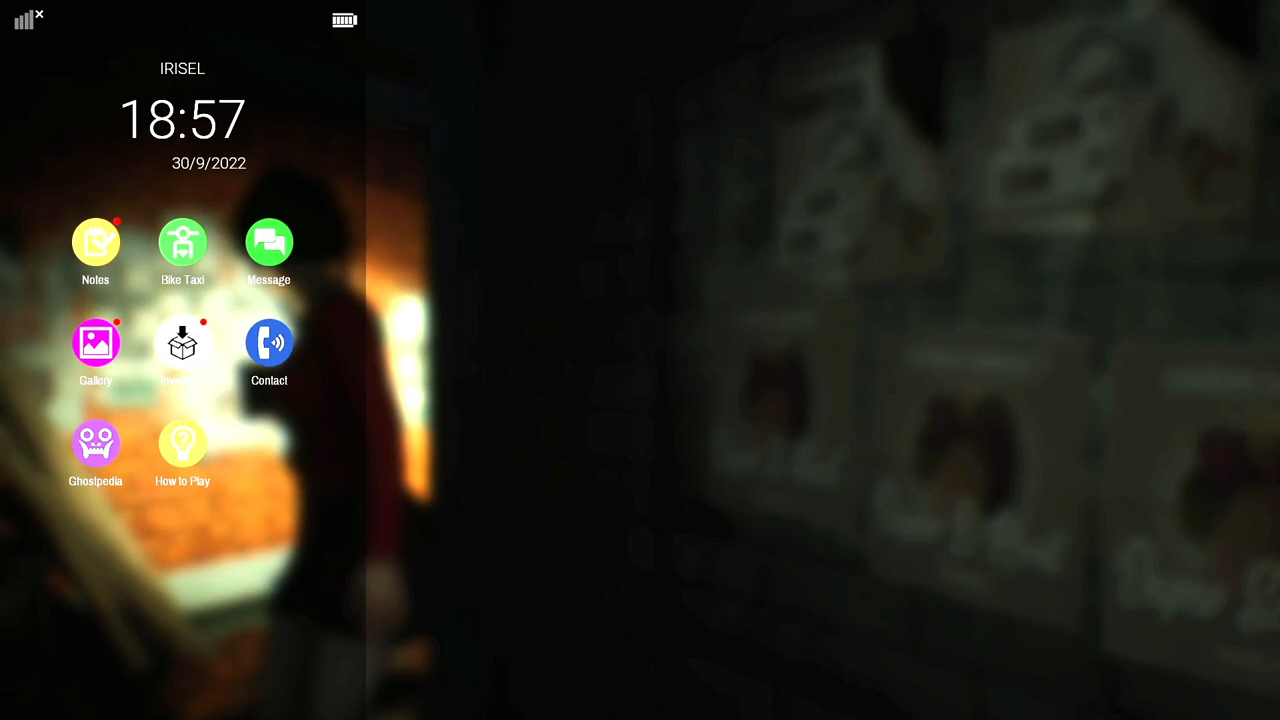 IRISEL
18:57
30/9/2022
Notes
Bike Taxi
Message
Gallery
Contact
Ghostpedia
How to Play